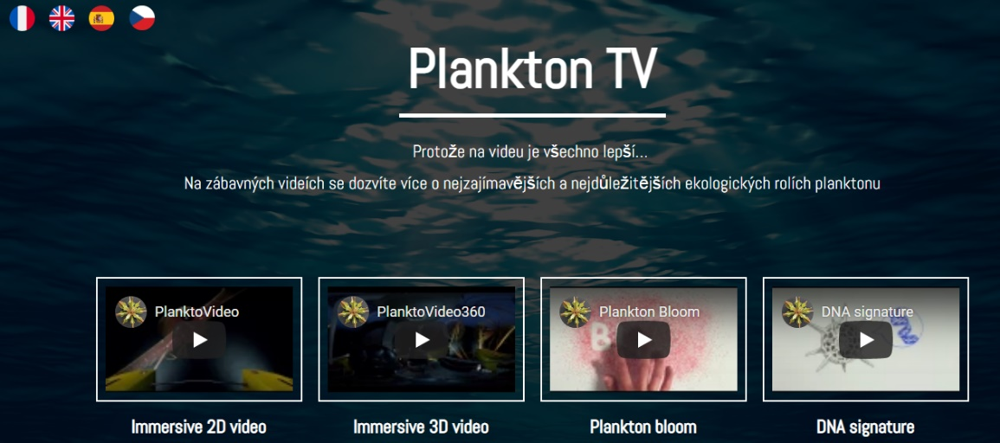 Plankton TV
Protože na videu je všechno lepší...
Na zábavných videích se dozvíte více o nejzajímavějších a nejdůležitějších ekologických rolích planktonu
PlanktoVideo
PlanktoVideo360
Plankton Bloom
DNA signature
B
Immersive 2D video
Immersive 3D video
Plankton bloom
DNA signature